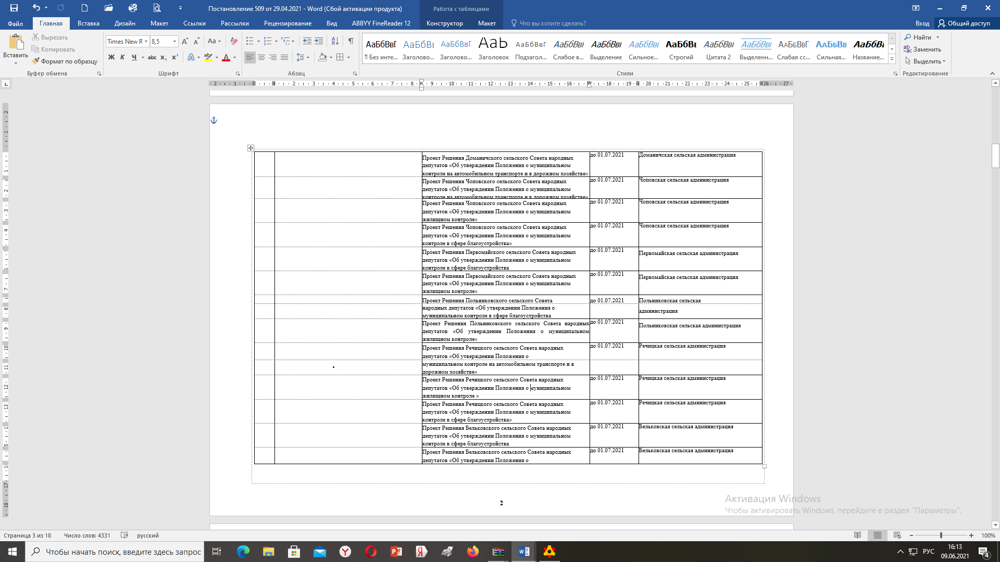 Постановление 509 от 29.04.2021 - Word (Сбой активации продукта)
Работа с таблицами
Файл Главная Вставка Дизайн Макет Ссылки Рассылки Рецензирование Вид ABBYY FineReader 12 Конструктор Макет Что вы хотите сделать? Вход Общий доступ
Вставить
Вырезать
Копировать
Формат по образцу
Буфер обмена
Times New R 8,5
Шрифт
Абзац
¶ Без инте... Заголово... Заголово... Заголовок Подзагол... Слабое в... Выделение Сильное... Строгий Цитата 2 Выделенн... Слабая сс... Сильная... Название...
Стили
Найти
Заменить
Выделить
Редактирование
Проект Решения Доманичского сельского Совета народных
депутатов «Об утверждении Положения о муниципальном
контроле на автомобильном транспорте и в дорожном хозяйстве»
до 01.07.2021
Доманичская сельская администрация
Проект Решения Чоповского сельского Совета народных
депутатов «Об утверждении Положения о муниципальном
контроле на автомобильном транспорте и в дорожном хозяйстве»
до 01.07.2021
Чоповская сельская администрация
Проект Решения Чоповского сельского Совета народных
депутатов «Об утверждении Положения о муниципальном
жилищном контроле»
до 01.07.2021
Чоповская сельская администрация
Проект Решения Чоповского сельского Совета народных
депутатов «Об утверждении Положения о муниципальном
контроле в сфере благоустройства»
до 01.07.2021
Чоповская сельская администрация
Проект Решения Первомайского сельского Совета народных
депутатов «Об утверждении Положения о муниципальном
контроле в сфере благоустройства
до 01.07.2021
Первомайская сельская администрация
Проект Решения Первомайского сельского Совета народных
депутатов «Об утверждении Положения о муниципальном
жилищном контроле»
до 01.07.2021
Первомайская сельская администрация
Проект Решения Польниковского сельского Совета
народных депутатов «Об утверждении Положения о
муниципальном контроле в сфере благоустройства
до 01.07.2021
Польниковская сельская
администрация
Проект Решения Польниковского сельского Совета народных
депутатов «Об утверждении Положения о муниципальном
жилищном контроле»
до 01.07.2021
Польниковская сельская администрация
Проект Решения Речицкого сельского Совета народных
депутатов «Об утверждении Положения о
муниципальном контроле на автомобильном транспорте и в
дорожном хозяйстве»
до 01.07.2021
Речицкая сельская администрация
Проект Решения Речицкого сельского Совета народных
депутатов «Об утверждении Положения о муниципальном
жилищном контроле »
до 01.07.2021
Речицкая сельская администрация
Проект Решения Речицкого сельского Совета народных
депутатов «Об утверждении Положения о муниципальном
контроле в сфере благоустройства»
до 01.07.2021
Речицкая сельская администрация
Проект Решения Бельковского сельского Совета народных
депутатов «Об утверждении Положения о муниципальном
контроле в сфере благоустройства
до 01.07.2021
Бельковская сельская администрация
Проект Решения Бельковского сельского Совета народных
депутатов «Об утверждении Положения о
до 01.07.2021
Бельковская сельская администрация
2
Активация Windows
Чтобы активировать Windows, перейдите в раздел "Параметры".
Страница 3 из 18 Число слов: 4331 русский 100%
Чтобы начать поиск, введите здесь запрос
РУС
16:13
09.06.2021
4